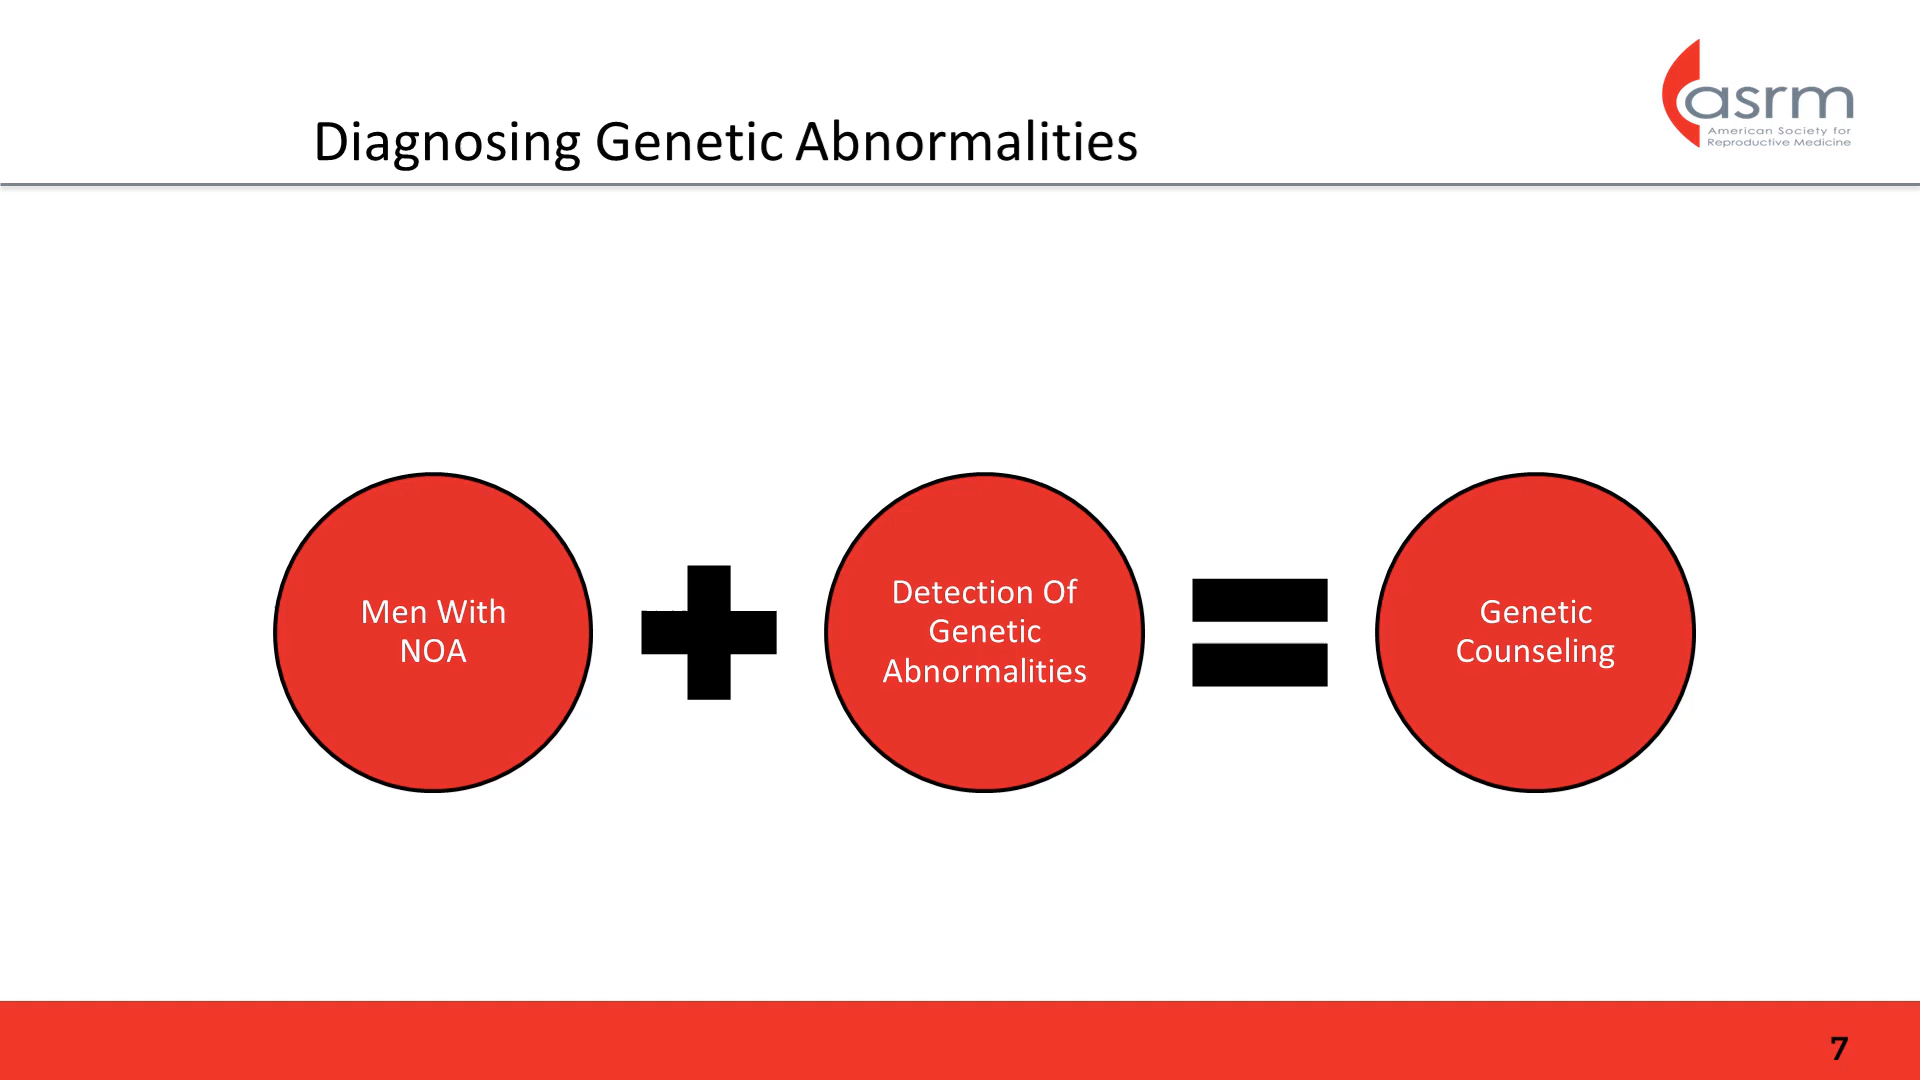 asrm
American Society for
Reproductive Medicine
Diagnosing Genetic Abnormalities
Men With
NOA
Detection Of
Genetic
Abnormalities
Genetic
Counseling
7